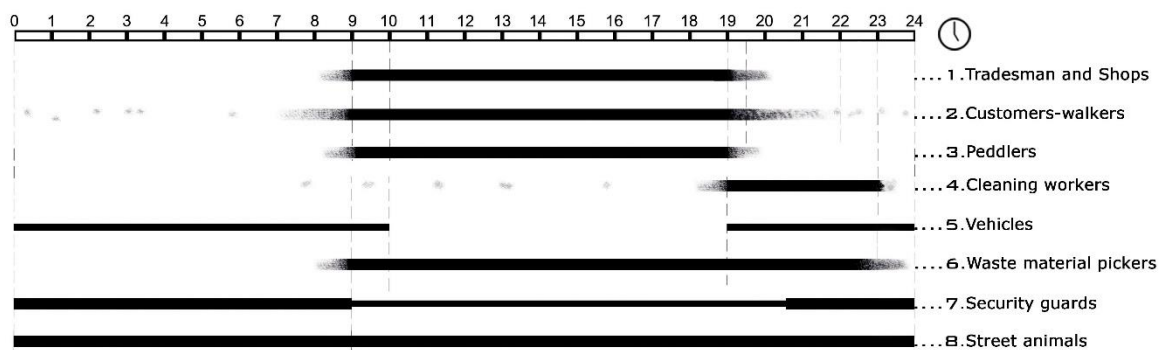 0 1 2 3 4 5 6 7 8 9 10 11 12 13 14 15 16 17 18 19 20 21 22 23 24
....1.Tradesman and Shops
....2.Customers-walkers
....3.Peddlers
....4.Cleaning workers
....5.Vehicles
....6.Waste material pickers
....7.Security guards
....8.Street animals